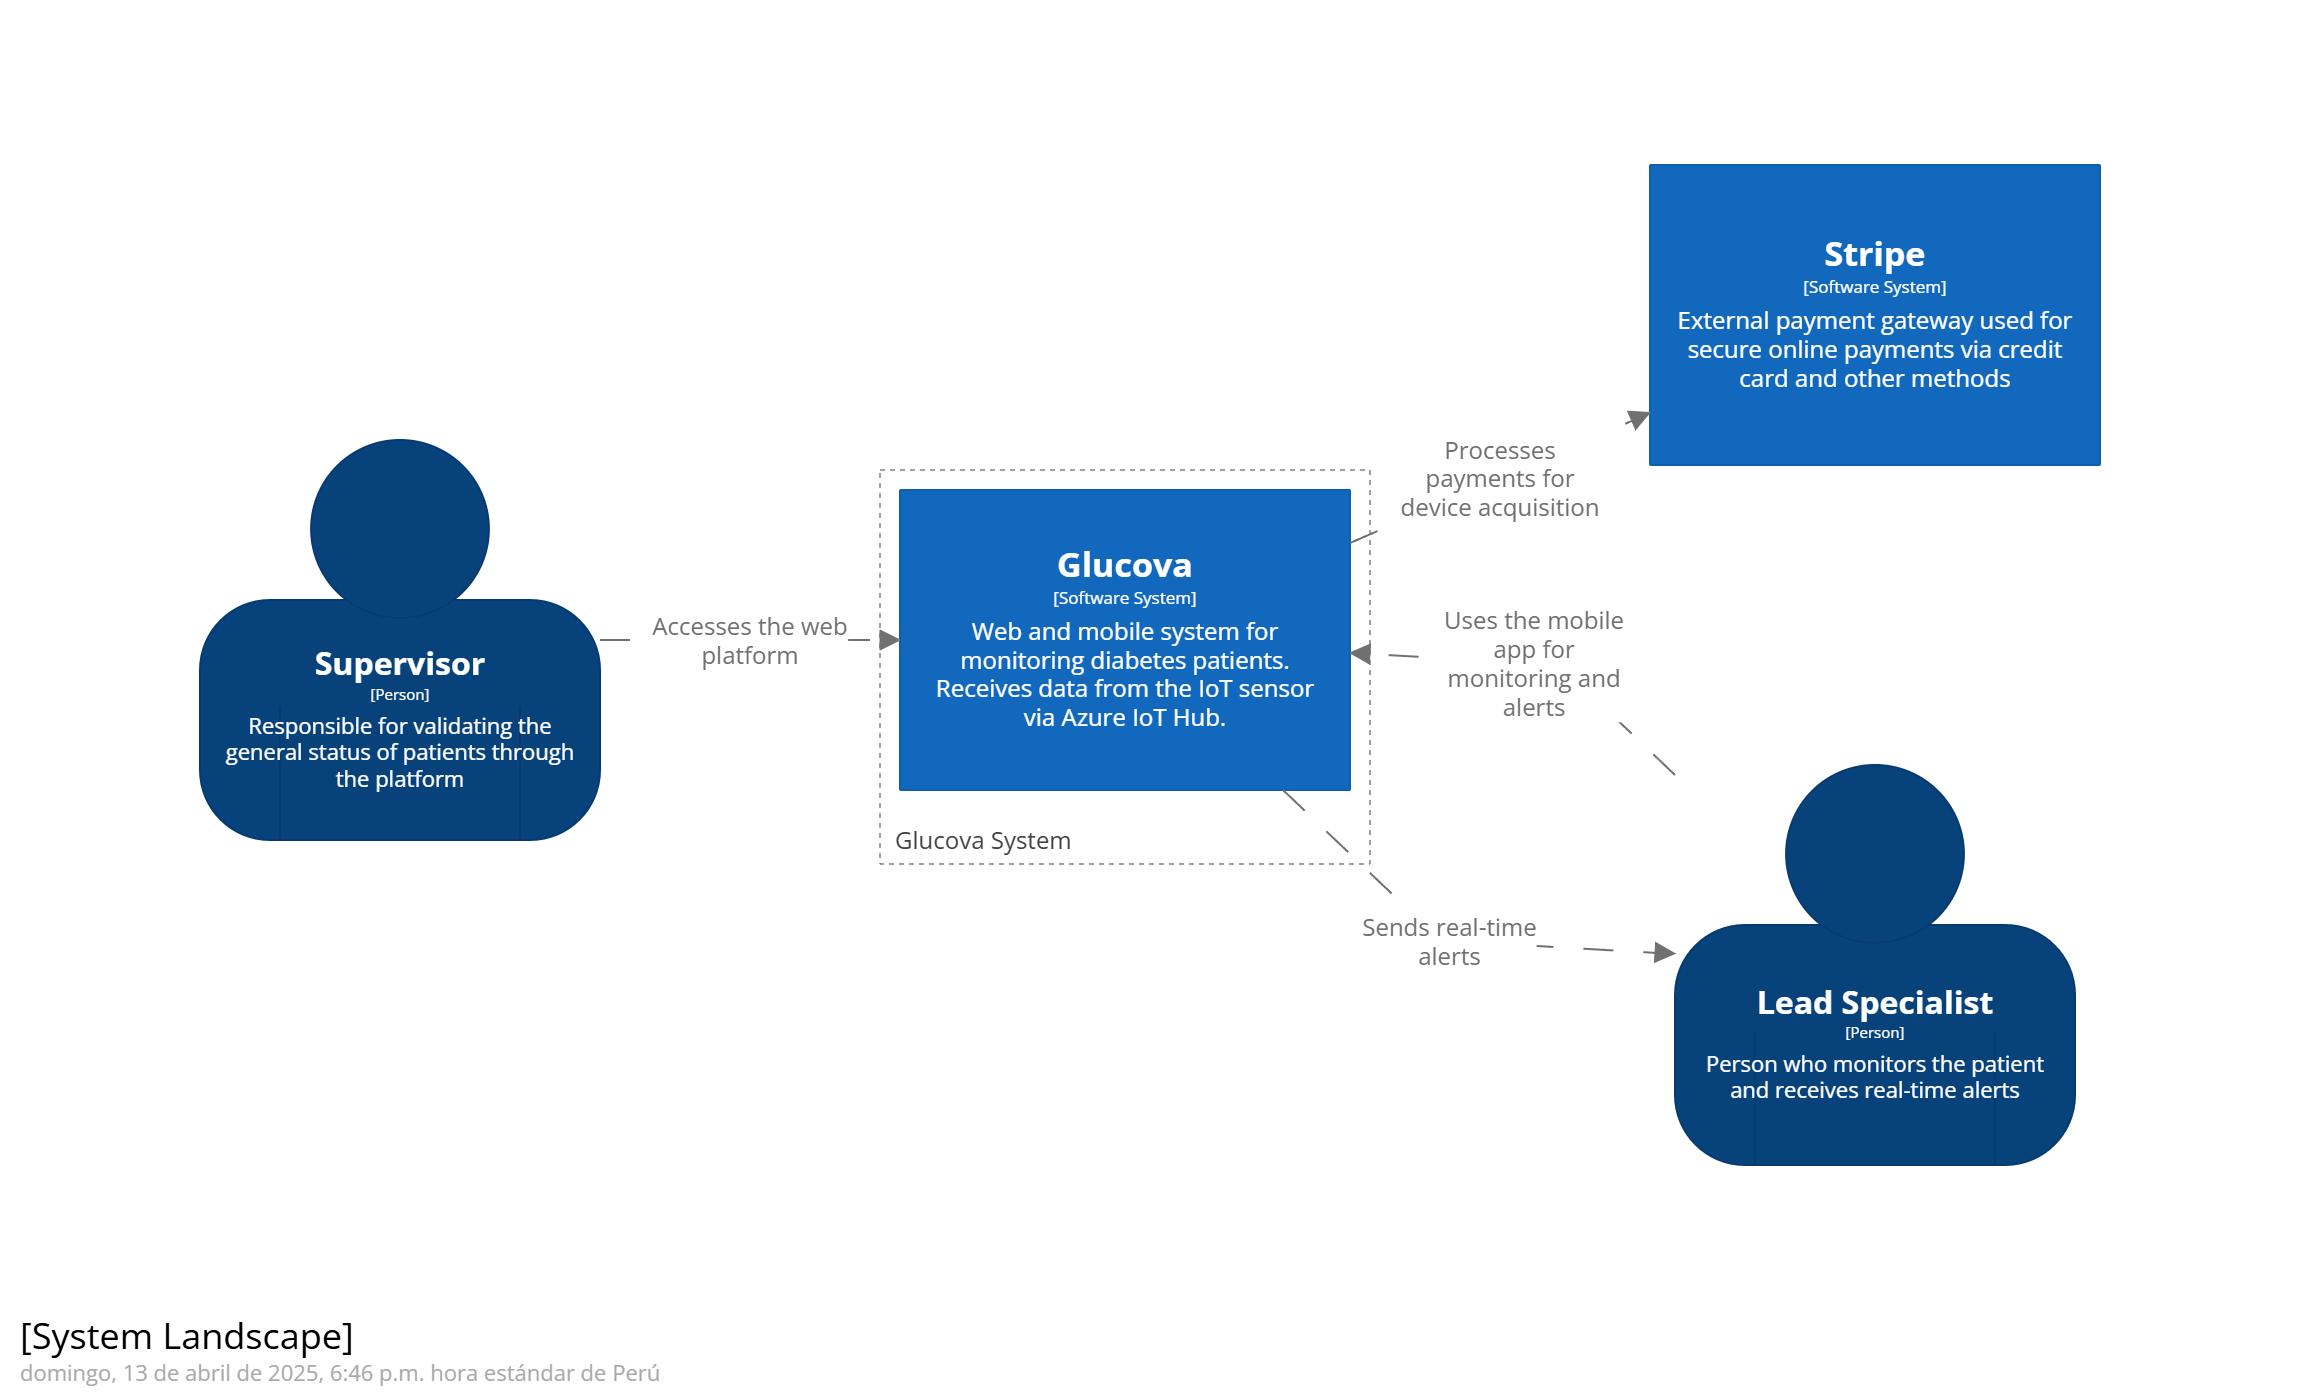 Stripe
[Software System]
External payment gateway used for
secure online payments via credit
card and other methods
Processes
payments for
device acquisition
Glucova
[Software System]
Web and mobile system for
monitoring diabetes patients.
Receives data from the IoT sensor
via Azure IoT Hub.
Glucova System
Accesses the web
platform
Uses the mobile
app for
monitoring and
alerts
Supervisor
[Person]
Responsible for validating the
general status of patients through
the platform
Sends real-time
alerts
Lead Specialist
[Person]
Person who monitors the patient
and receives real-time alerts
[System Landscape]
domingo, 13 de abril de 2025, 6:46 p.m. hora estándar de Perú